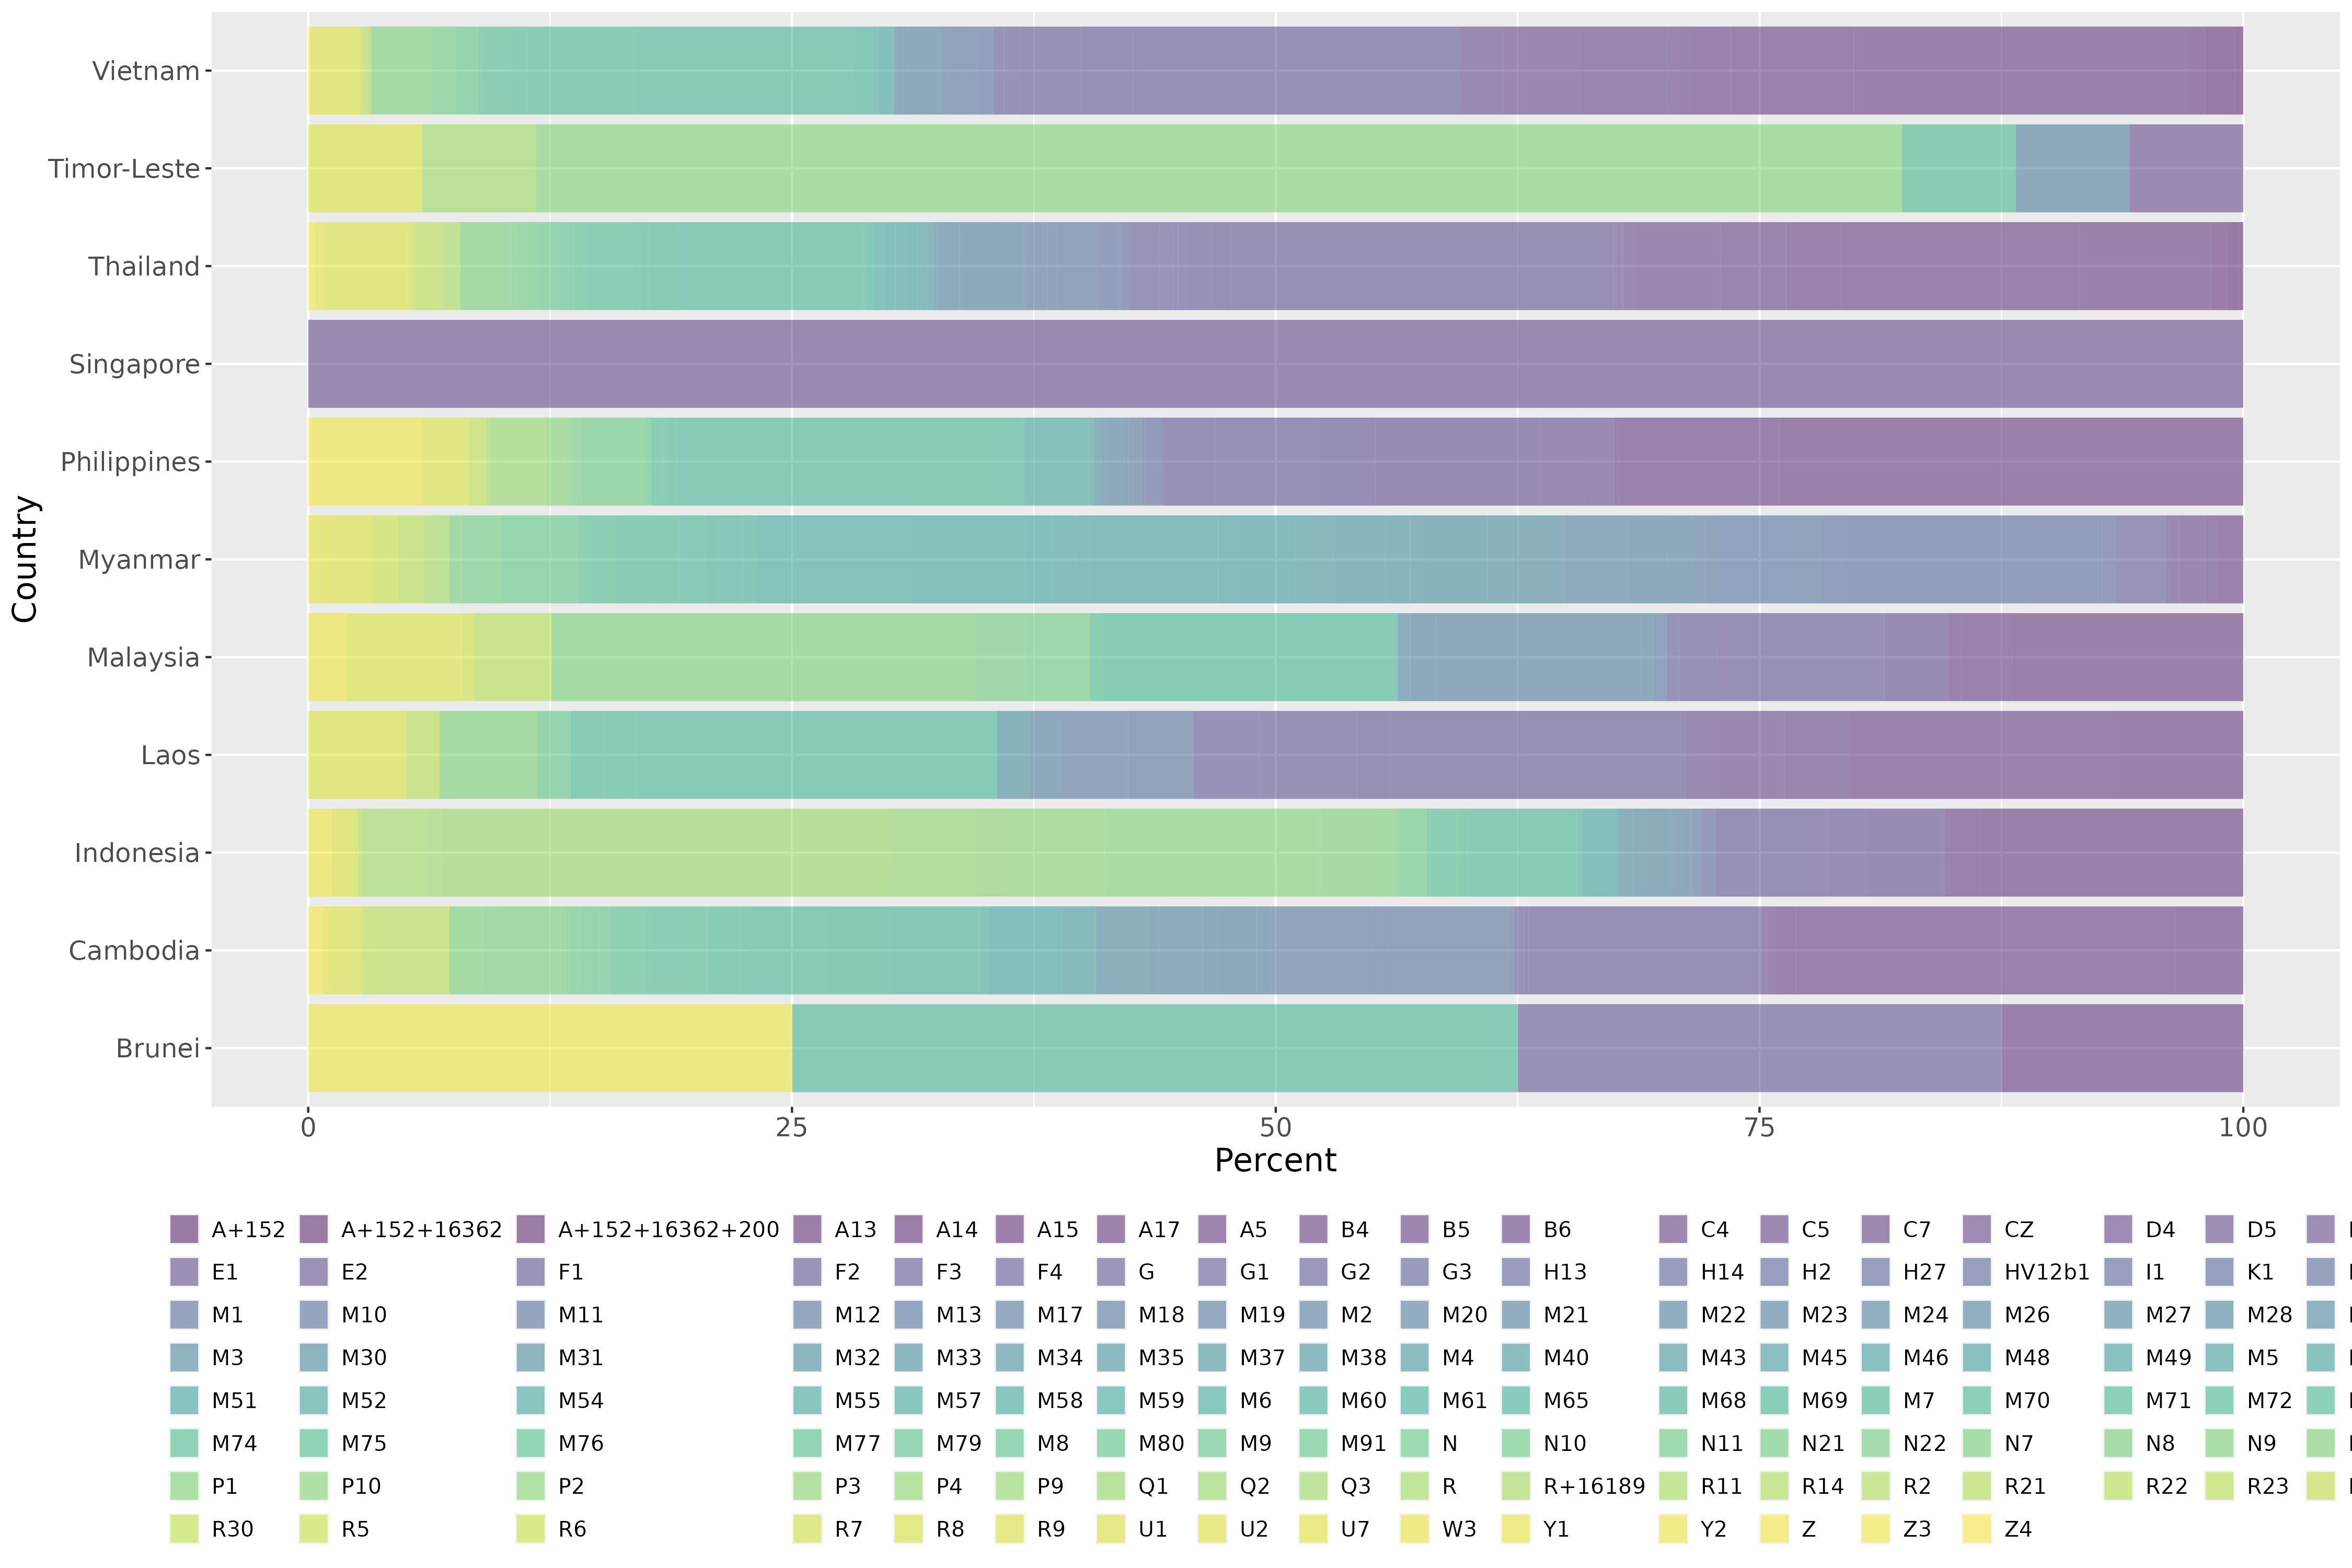 Vietnam
Timor-Leste
Thailand
Singapore
Philippines
Myanmar
Malaysia
Laos
Indonesia
Cambodia
Brunei
Country
0 25 50 75 100
Percent
A+152 A+152+16362 A+152+16362+200 A13 A14 A15 A17 A5 B4 B5 B6 C4 C5 C7 CZ D4 D5
E1 E2 F1 F2 F3 F4 G G1 G2 G3 H13 H14 H2 H27 HV12b1 I1 K1
M1 M10 M11 M12 M13 M17 M18 M19 M2 M20 M21 M22 M23 M24 M26 M27 M28
M3 M30 M31 M32 M33 M34 M35 M37 M38 M4 M40 M43 M45 M46 M48 M49 M5
M51 M52 M54 M55 M57 M58 M59 M6 M60 M61 M65 M68 M69 M7 M70 M71 M72
M74 M75 M76 M77 M79 M8 M80 M9 M91 N N10 N11 N21 N22 N7 N8 N9
P1 P10 P2 P3 P4 P9 Q1 Q2 Q3 R R+16189 R11 R14 R2 R21 R22 R23
R30 R5 R6 R7 R8 R9 U1 U2 U7 W3 Y1 Y2 Z Z3 Z4